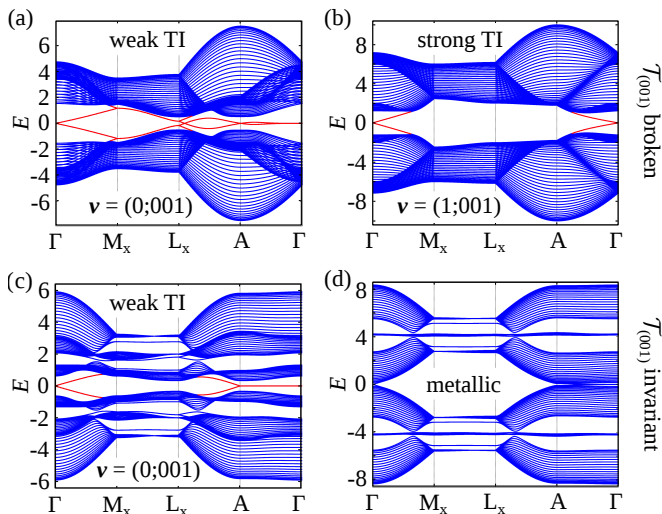 (a)
weak TI
E
6
4
2
0
-2
-4
-6
ν = (0;001)
Γ Mₓ Lₓ A Γ
(b)
strong TI
E
8
4
0
-4
-8
ν = (1;001)
Γ Mₓ Lₓ A Γ
𝒯(001) broken
(c)
weak TI
E
6
4
2
0
-2
-4
-6
ν = (0;001)
Γ Mₓ Lₓ A Γ
(d)
E
8
4
0
metallic
-4
-8
Γ Mₓ Lₓ A Γ
𝒯(001) invariant